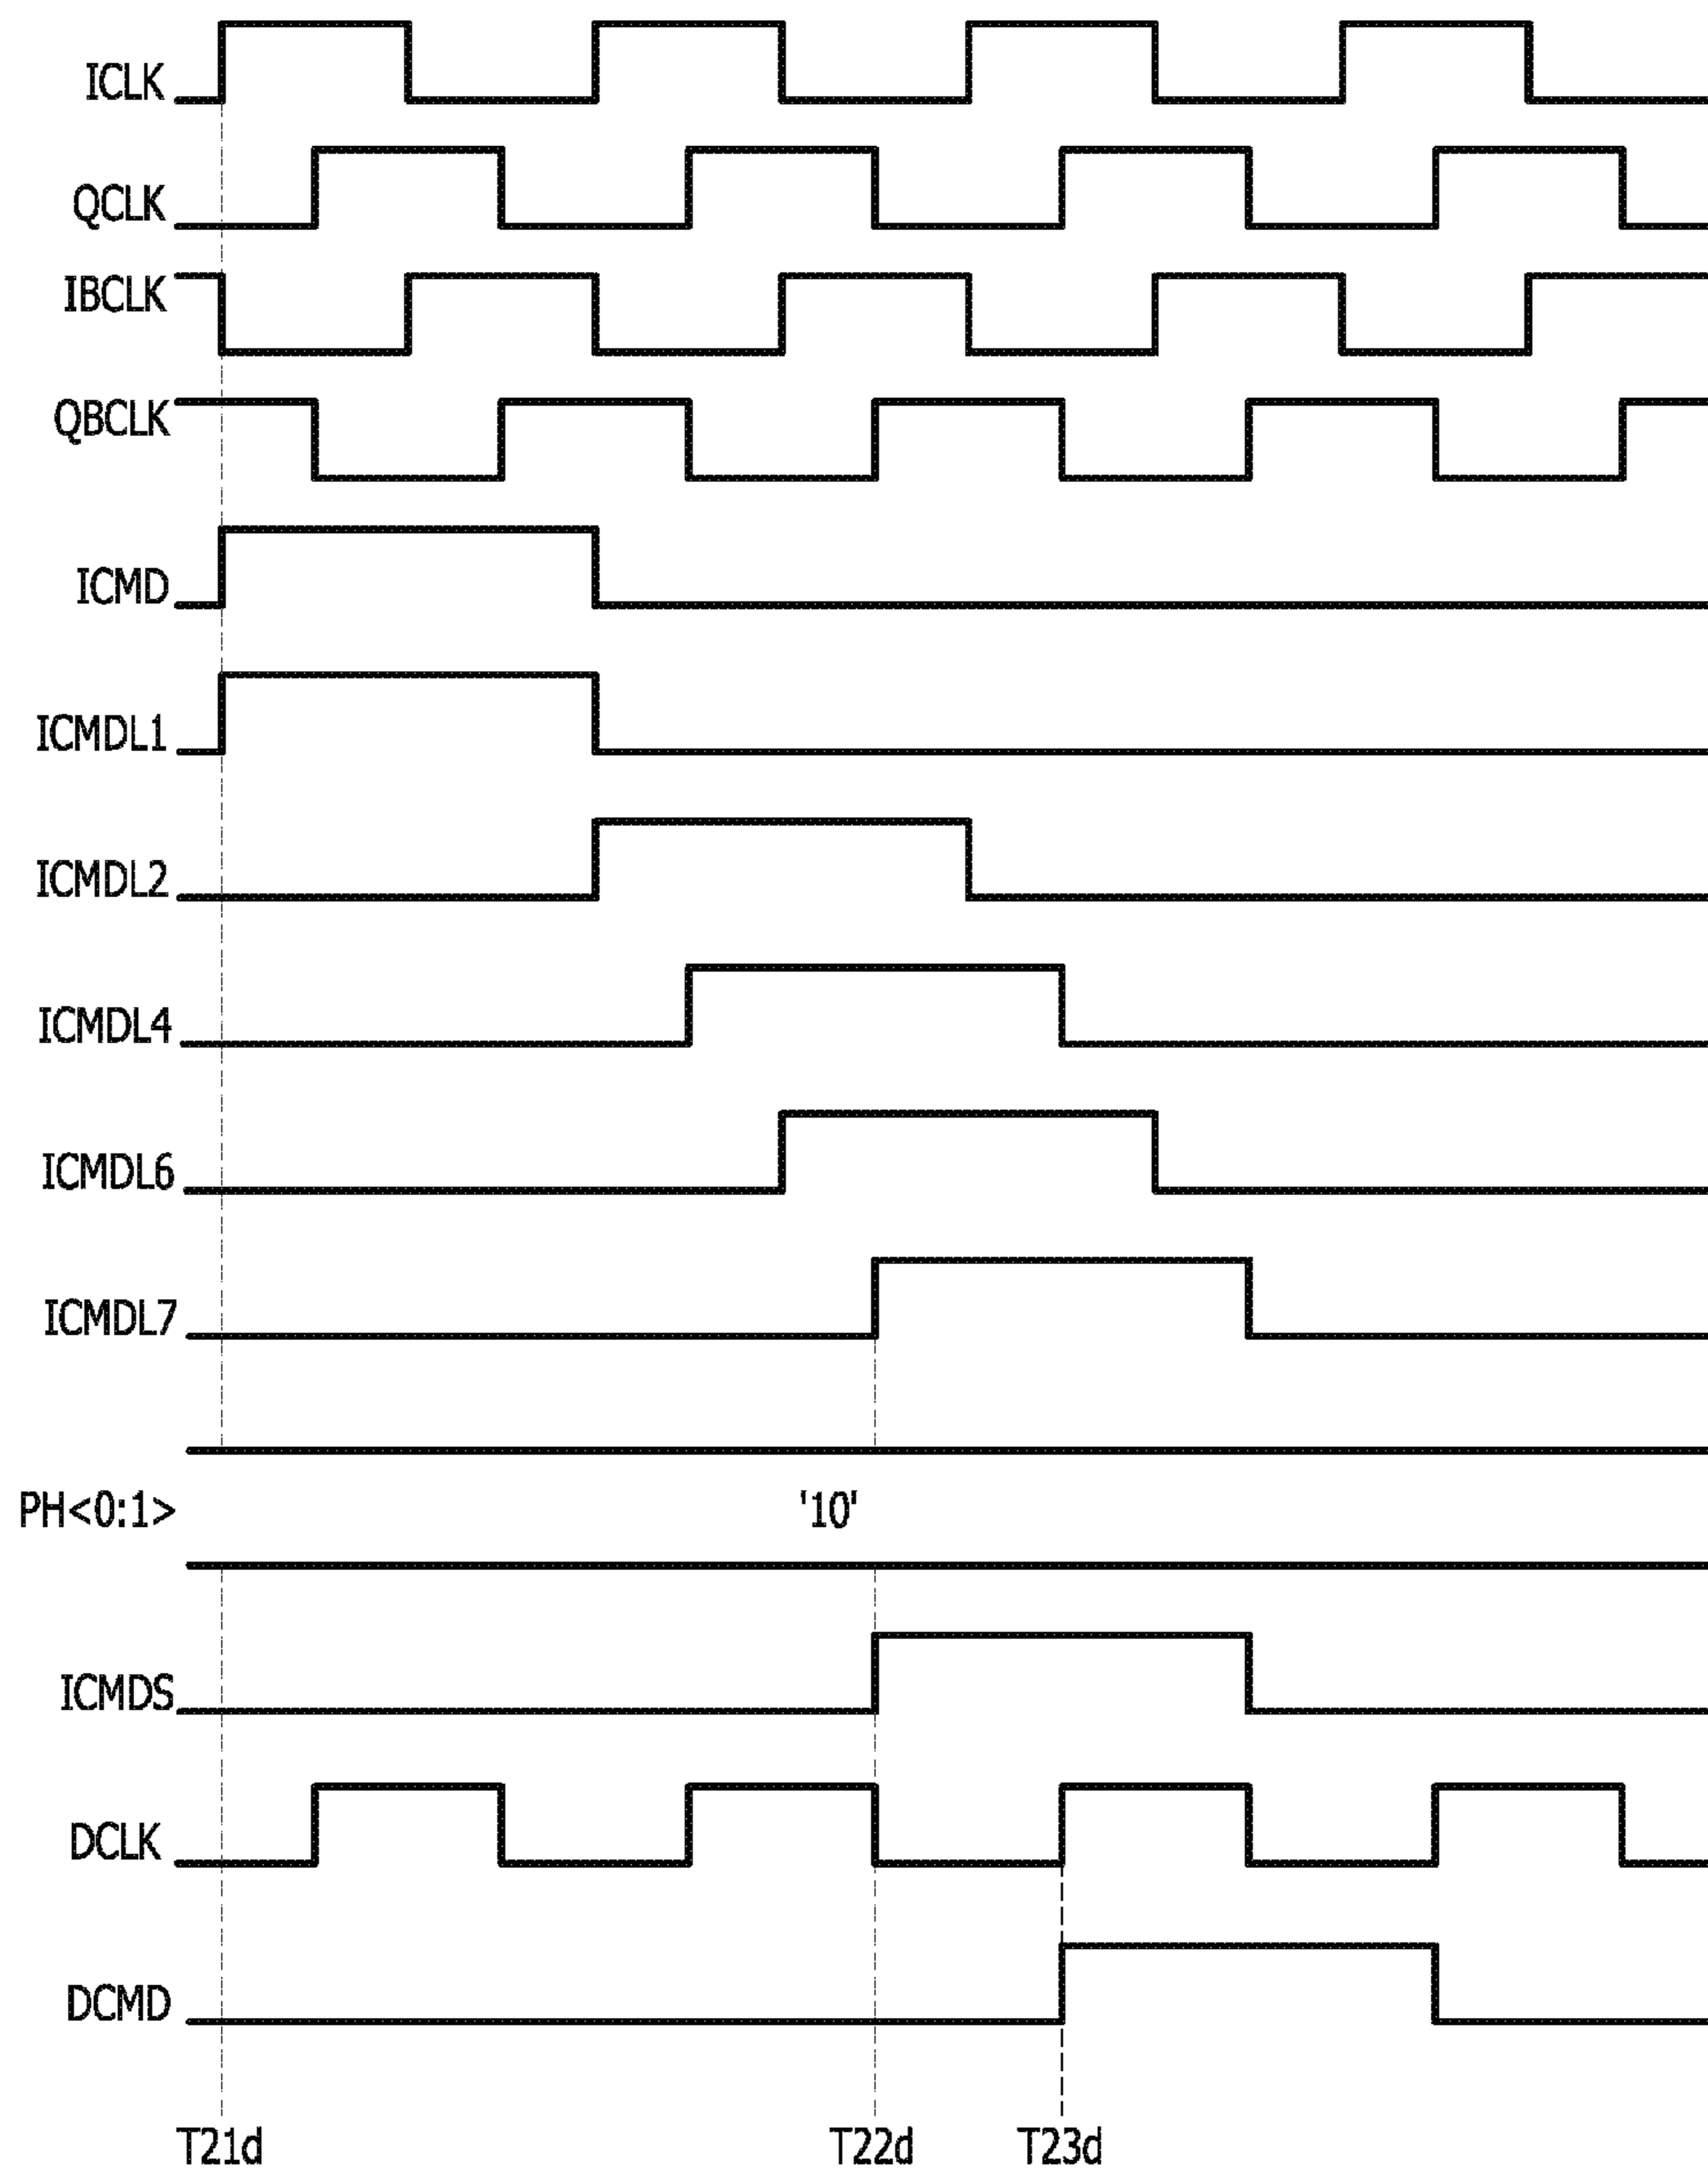 ICLK
QCLK
IBCLK
QBCLK
ICMD
ICMDL1
ICMDL2
ICMDL4
ICMDL6
ICMDL7
PH<0:1> '10'
ICMDS
DCLK
DCMD
T21d T22d T23d